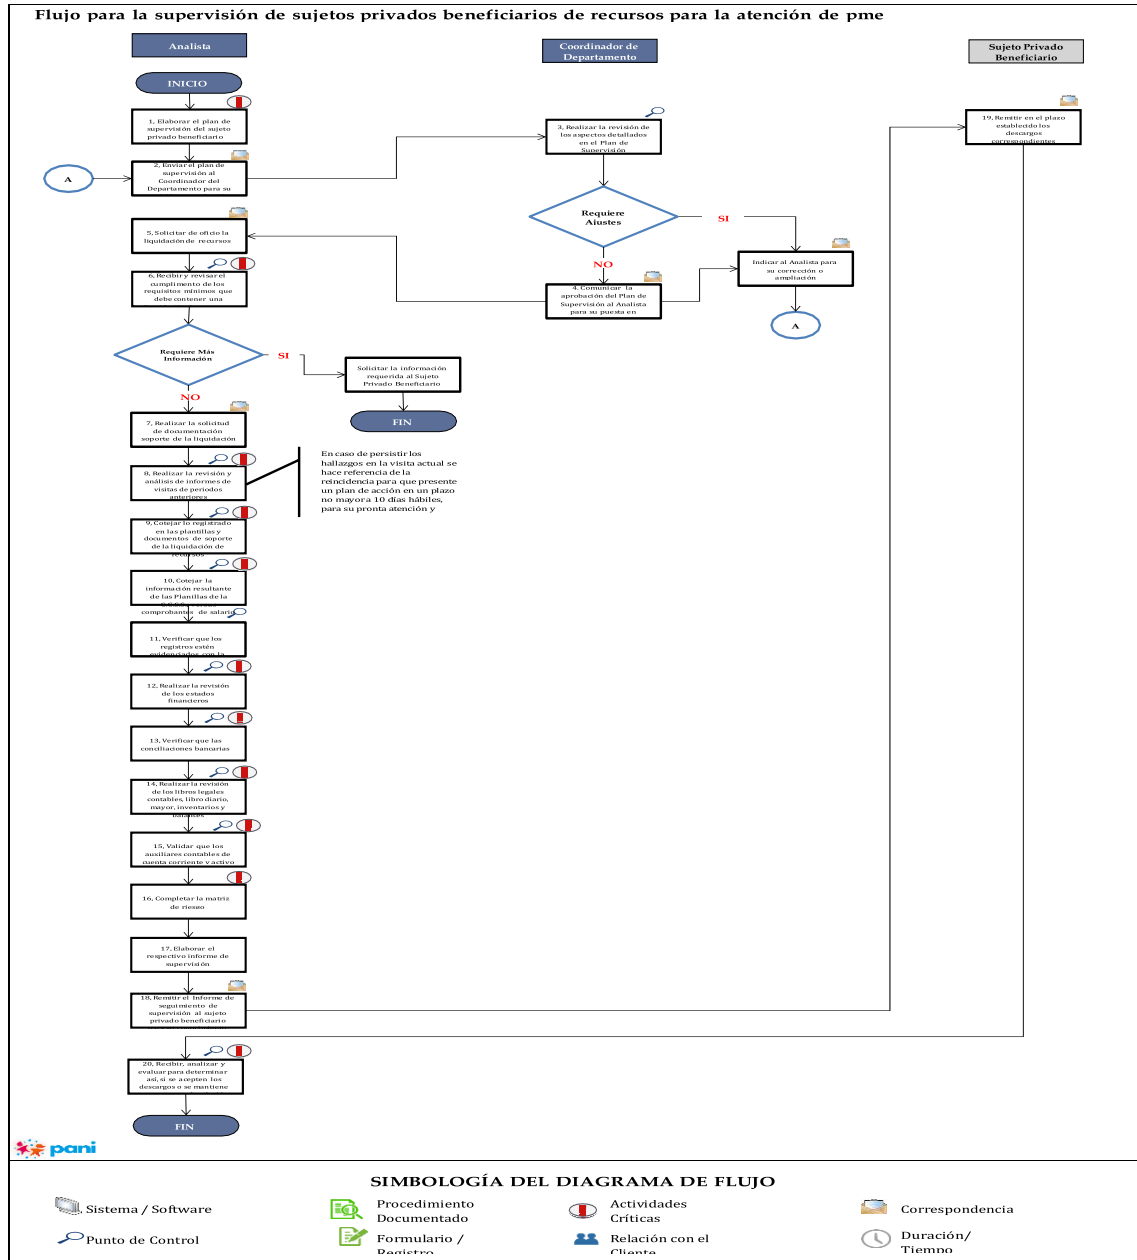 Flujo para la supervisión de sujetos privados beneficiarios de recursos para la atención de pme
Analista
Coordinador de
Departamento
Sujeto Privado
Beneficiario
INICIO
1, Elaborar el plan de
supervisión del sujeto
privado beneficiario
2, Enviar el plan de
supervisión al
Coordinador del
Departamento para su
A
3, Realizar la revisión de
los aspectos detallados
en el Plan de
Supervisión
19, Remitir en el plazo
establecido los
descargos
correspondientes
Requiere
Ajustes
SI
NO
5, Solicitar de oficio la
liquidación de recursos
Indicar al Analista para
su corrección o
ampliación
6, Recibir y revisar el
cumplimento de los
requisitos mínimos que
debe contener una
4, Comunicar la
aprobación del Plan de
Supervisión al Analista
para su puesta en
A
Requiere Más
Información
SI
NO
Solicitar la información
requerida al Sujeto
Privado Beneficiario
FIN
7, Realizar la solicitud
de documentación
soporte de la liquidación
8, Realizar la revisión y
análisis de informes de
visitas de periodos
anteriores
En caso de persistir los
hallazgos en la visita actual se
hace referencia de la
reincidencia para que presente
un plan de acción en un plazo
no mayor a 10 días hábiles,
para su pronta atención y
9, Cotejar lo registrado
en las plantillas y
documentos de soporte
de la liquidación de
recursos
10, Cotejar la
información resultante
de las Planillas de la
comprobantes de salario
11, Verificar que los
registros estén
evidenciados con la
12, Realizar la revisión
de los estados
financieros
13, Verificar que las
conciliaciones bancarias
14, Realizar la revisión
de los libros legales
contables, libro diario,
mayor, inventarios y
balances
15, Validar que los
auxiliares contables de
cuenta corriente y activo
16, Completar la matriz
de riesgo
17, Elaborar el
respectivo informe de
supervisión
18, Remitir el Informe de
seguimiento de
supervisión al sujeto
privado beneficiario
20, Recibir, analizar y
evaluar para determinar
así, si se acepten los
descargos o se mantiene
FIN
pani
SIMBOLOGÍA DEL DIAGRAMA DE FLUJO
Sistema / Software
Procedimiento
Documentado
Actividades
Críticas
Correspondencia
Punto de Control
Formulario /
Registro
Relación con el
Cliente
Duración/
Tiempo